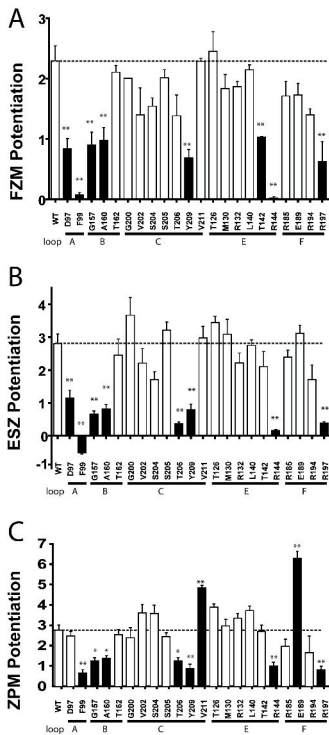 A
FZM Potentiation
3
2
1
0
** ** ** ** ** ** ** **
WT D97 F99 G157 A160 T162 G200 V202 S204 S205 T206 Y209 V211 T126 M130 R132 L140 T142 R144 R185 E189 R194 R197
loop A B C E F
B
ESZ Potentiation
4
3
2
1
0
-1
** ** ** ** ** ** ** **
WT D97 F99 G157 A160 T162 G200 V202 S204 S205 T206 Y209 V211 T126 M130 R132 L140 T142 R144 R185 E189 R194 R197
loop A B C E F
C
ZPM Potentiation
7
6
5
4
3
2
1
0
** * * * ** ** ** ** **
WT D97 F99 G157 A160 T162 G200 V202 S204 S205 T206 Y209 V211 T126 M130 R132 L140 T142 R144 R185 E189 R194 R197
loop A B C E F